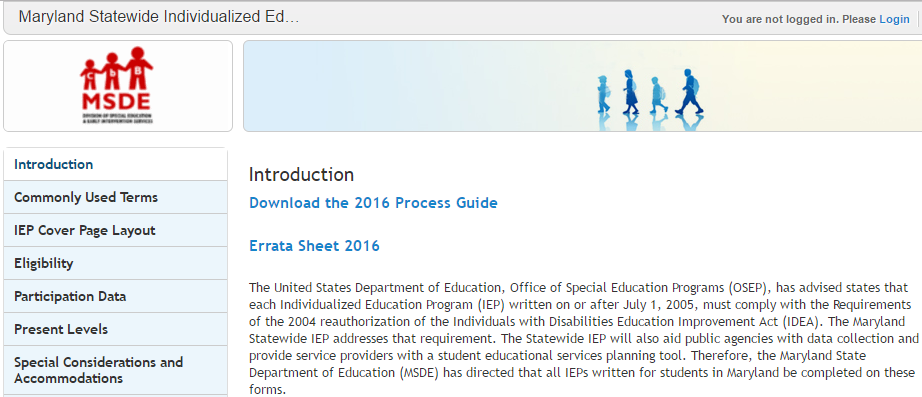 Maryland Statewide Individualized Ed...
You are not logged in. Please Login
C b B
MSDE
DIVISION OF SPECIAL EDUCATION
& EARLY INTERVENTION SERVICES
Introduction
Commonly Used Terms
IEP Cover Page Layout
Eligibility
Participation Data
Present Levels
Special Considerations and
Accommodations
Introduction
Download the 2016 Process Guide
Errata Sheet 2016
The United States Department of Education, Office of Special Education Programs (OSEP), has advised states that
each Individualized Education Program (IEP) written on or after July 1, 2005, must comply with the Requirements
of the 2004 reauthorization of the Individuals with Disabilities Education Improvement Act (IDEA). The Maryland
Statewide IEP addresses that requirement. The Statewide IEP will also aid public agencies with data collection and
provide service providers with a student educational services planning tool. Therefore, the Maryland State
Department of Education (MSDE) has directed that all IEPs written for students in Maryland be completed on these
forms.